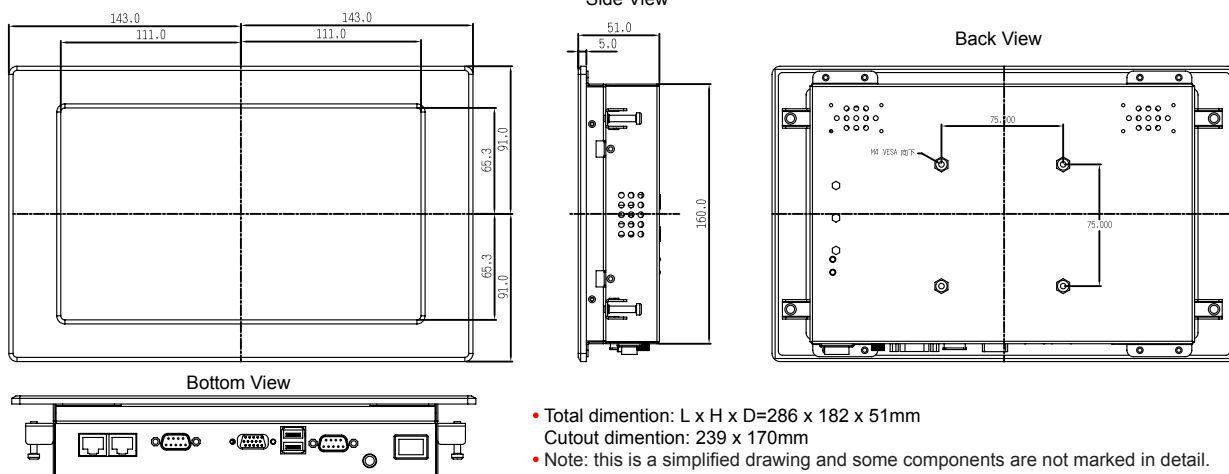 Side View
143.0
143.0
111.0
111.0
65.3
91.0
65.3
91.0
51.0
5.0
160.0
Back View
75.000
M4 VESA 向下
75.000
Bottom View
• Total dimention: L x H x D=286 x 182 x 51mm
Cutout dimention: 239 x 170mm
• Note: this is a simplified drawing and some components are not marked in detail.